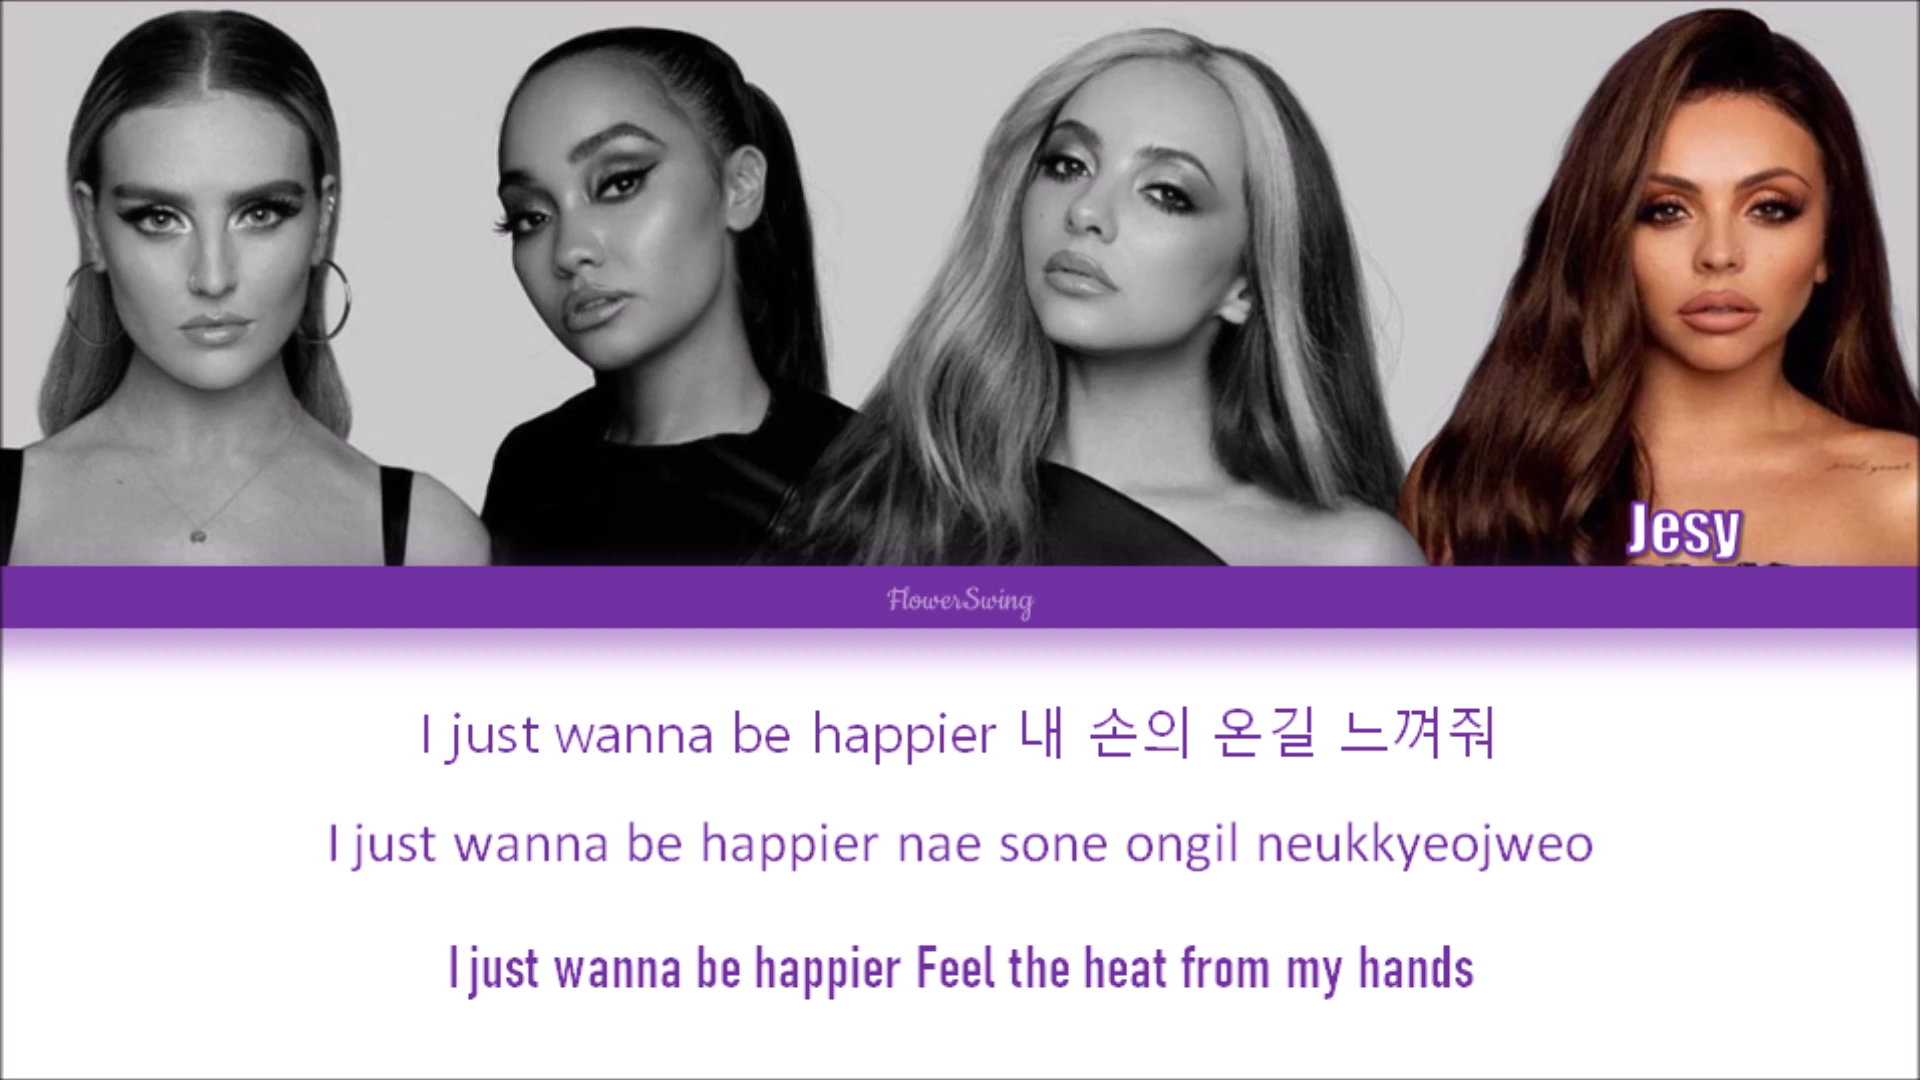 Jesy
FlowerSwing
I just wanna be happier 내 손의 온길 느껴줘
I just wanna be happier nae sone ongil neukkyeojweo
I just wanna be happier Feel the heat from my hands